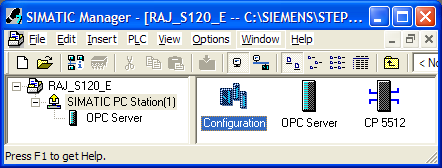 SIMATIC Manager - [RAJ_S120_E -- C:\SIEMENS\STEP...
File Edit Insert PLC View Options Window Help
< No
RAJ_S120_E
SIMATIC PC Station(1)
OPC Server
Configuration OPC Server CP 5512
Press F1 to get Help.